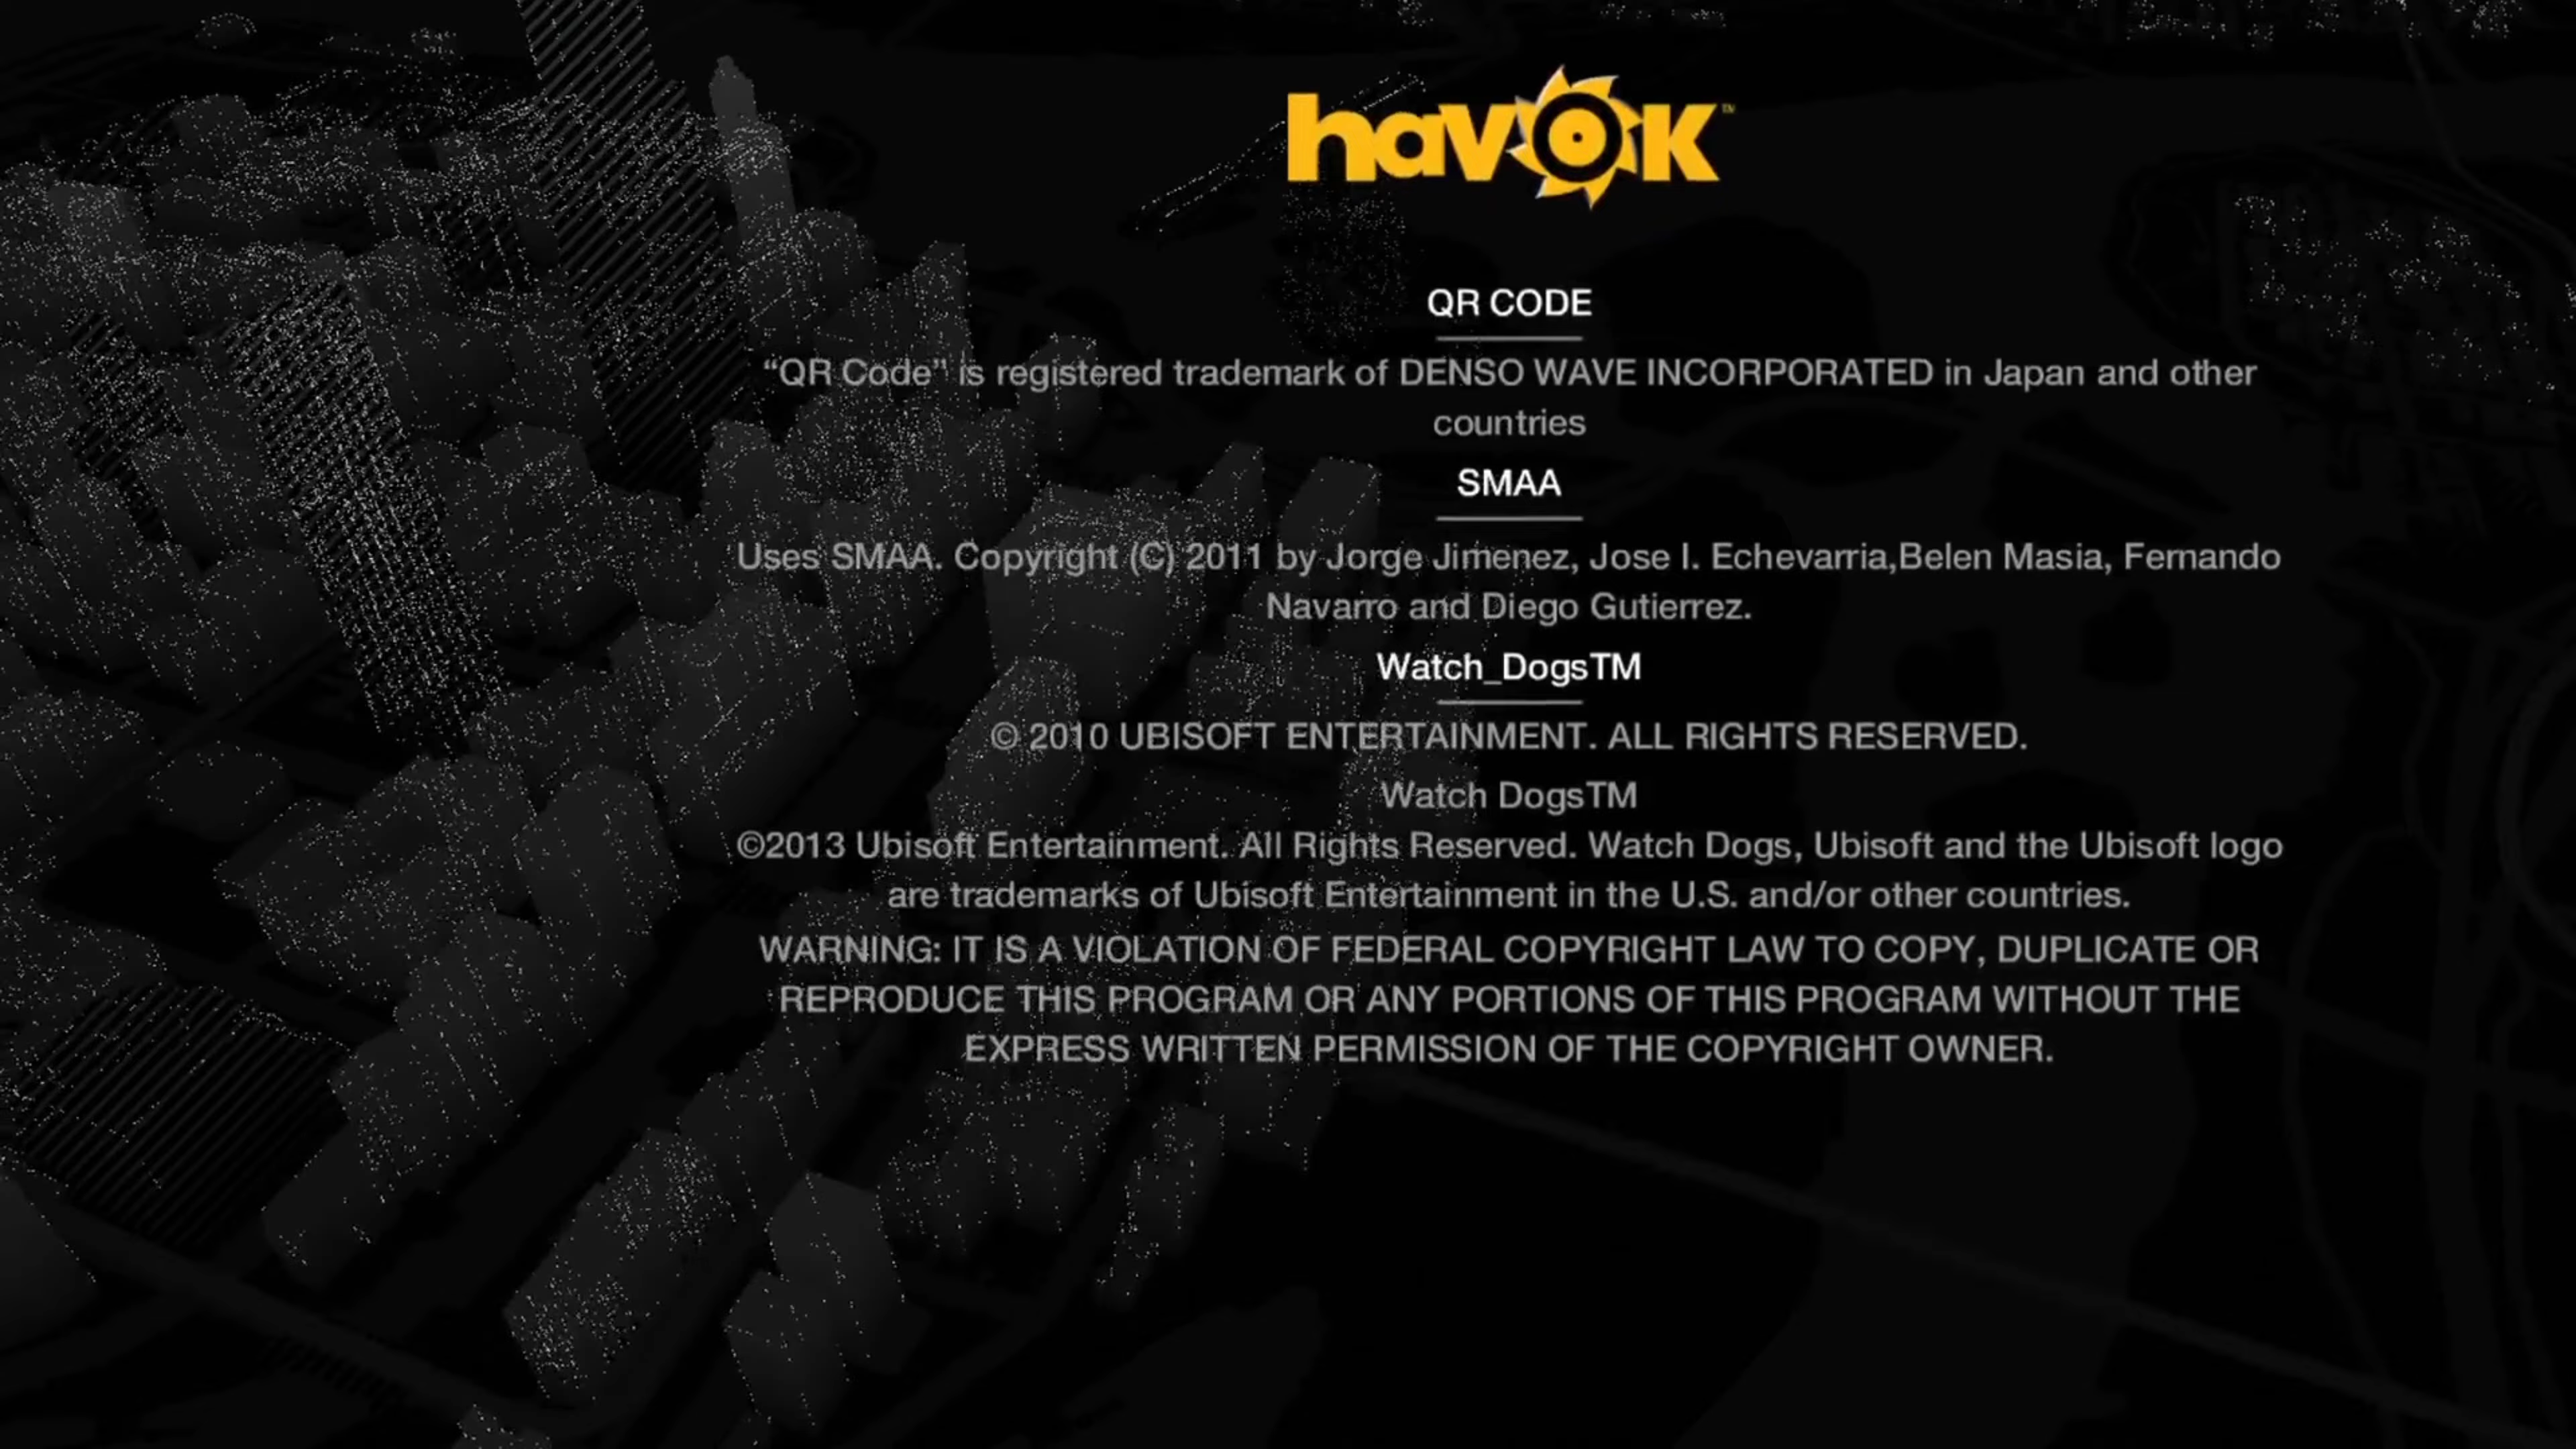 havok™
QR CODE
“QR Code” is registered trademark of DENSO WAVE INCORPORATED in Japan and other
countries
SMAA
Uses SMAA. Copyright (C) 2011 by Jorge Jimenez, Jose I. Echevarria,Belen Masia, Fernando
Navarro and Diego Gutierrez.
Watch_DogsTM
© 2010 UBISOFT ENTERTAINMENT. ALL RIGHTS RESERVED.
Watch DogsTM
©2013 Ubisoft Entertainment. All Rights Reserved. Watch Dogs, Ubisoft and the Ubisoft logo
are trademarks of Ubisoft Entertainment in the U.S. and/or other countries.
WARNING: IT IS A VIOLATION OF FEDERAL COPYRIGHT LAW TO COPY, DUPLICATE OR
REPRODUCE THIS PROGRAM OR ANY PORTIONS OF THIS PROGRAM WITHOUT THE
EXPRESS WRITTEN PERMISSION OF THE COPYRIGHT OWNER.